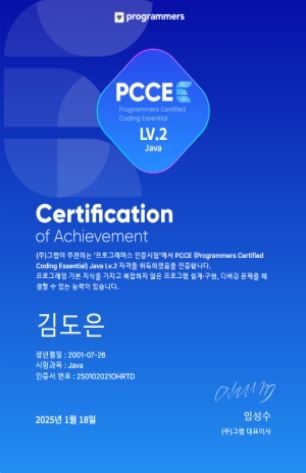 programmers
PCCE
Programmers Certified
Coding Essential
LV.2
Java
Certification
of Achievement
(주)그렙이 주관하는 '프로그래머스 인증시험'에서 PCCE (Programmers Certified
Coding Essential) Java Lv.2 자격을 취득하였음을 인증합니다.
프로그래밍 기본 지식을 가지고 복잡하지 않은 프로그램 설계·구현, 디버깅 문제를 해
결할 수 있는 능력이 있습니다.
김도은
생년월일 : 2001-07-26
시험과목 : Java
인증서 번호 : 250102021OHRTD
2025년 1월 18일
임성수
(주)그렙 대표이사